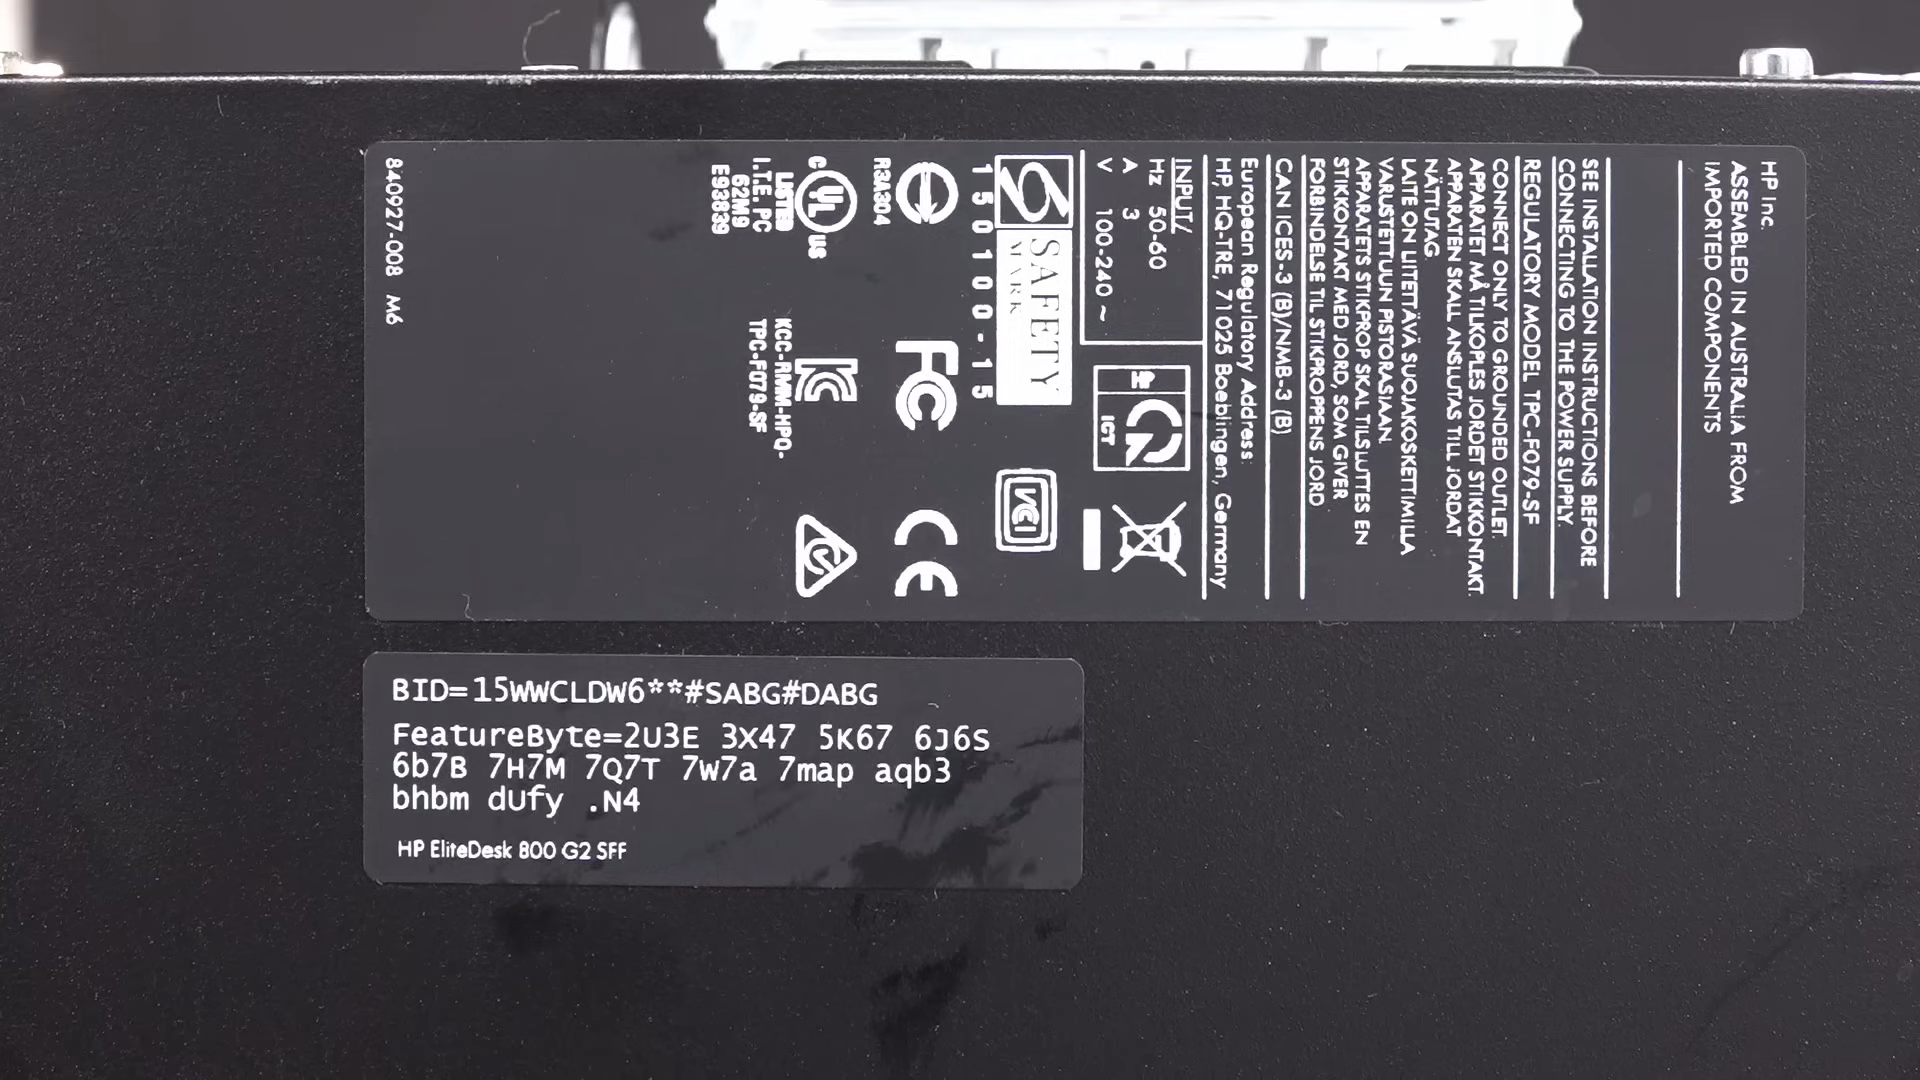 HP Inc.
ASSEMBLED IN AUSTRALIA FROM
IMPORTED COMPONENTS
SEE INSTALLATION INSTRUCTIONS BEFORE
CONNECTING TO THE POWER SUPPLY
REGULATORY MODEL TPC-F079-SF
CONNECT ONLY TO GROUNDED OUTLET.
APPARATET MÅ TILKOPLES JORDET STIKKONTAKT.
APPARATEN SKALL ANSLUTAS TILL JORDAT
NÄTTUTAG
LAITE ON LIITETTÄVÄ SUOJAKOSKETTIMILLA
VARUSTETTUUN PISTORASIAAN.
APPARATETS STIKPROP SKAL TILSLUTTES EN
STIKKONTAKT MED JORD, SOM GIVER
FORBINDELSE TIL STIKPROPPENS JORD
CAN ICES-3 (B)/NMB-3 (B)
European Regulatory Address:
HP, HQ-TRE, 71025 Boeblingen, Germany
INPUT/
Hz 50-60
A 3
V 100-240 ~
HP
ICT
SAFETY
MARK
150100-15
R3A304
FC
CE
C UL US
LISTED
I.T.E. PC
62M9
E93839
KCC-RMM-HPQ-
TPC-F079-SF
840927-008 M6
BID=15WWCLDW6**#SABG#DABG
FeatureByte=2U3E 3X47 5K67 6J6S
6b7B 7H7M 7Q7T 7W7a 7map aqb3
bhbm dUfy .N4
HP EliteDesk 800 G2 SFF